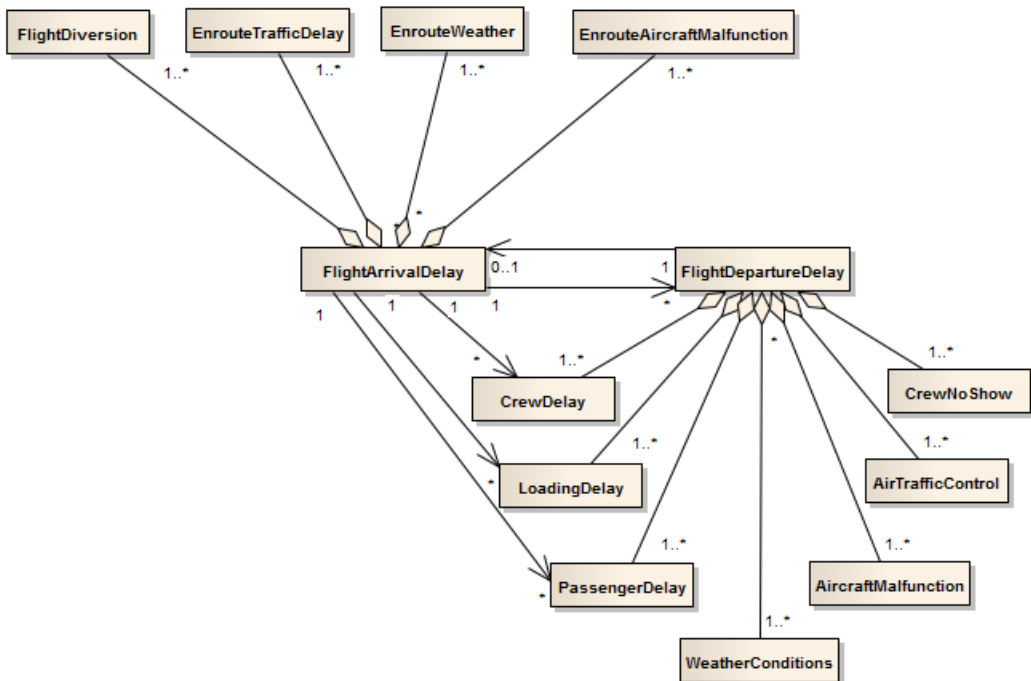 FlightDiversion
EnrouteTrafficDelay
EnrouteWeather
EnrouteAircraftMalfunction
1..*
1..*
1..*
1..*
*
*
FlightArrivalDelay
0..1
1
FlightDepartureDelay
1
1
1
1
*
*
*
1..*
1..*
CrewDelay
CrewNoShow
1..*
1..*
*
LoadingDelay
AirTrafficControl
1..*
1..*
*
PassengerDelay
AircraftMalfunction
1..*
WeatherConditions